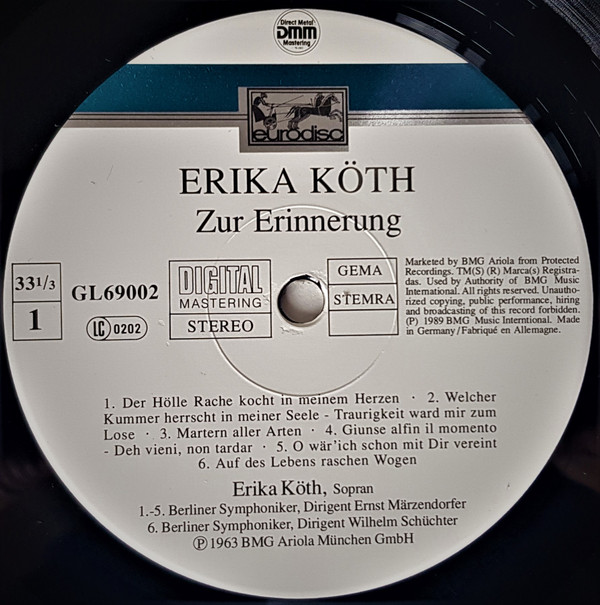 Direct Metal
DMM
Mastering
eurodisc
ERIKA KÖTH
Zur Erinnerung
33 1/3
1
GL69002
LC 0202
DIGITAL
MASTERING
STEREO
GEMA
STEMRA
Marketed by BMG Ariola from Protected
Recordings. TM(S) (R) Marca(s) Registra-
das. Used by Authority of BMG Music
International. All rights reserved. Unautho-
rized copying, public performance, hiring
and broadcasting of this record forbidden.
(P) 1989 BMG Music Interntional. Made
in Germany/Fabriqué en Allemagne.
1. Der Hölle Rache kocht in meinem Herzen · 2. Welcher
Kummer herrscht in meiner Seele - Traurigkeit ward mir zum
Lose · 3. Martern aller Arten · 4. Giunse alfin il momento
- Deh vieni, non tardar · 5. O wär'ich schon mit Dir vereint
6. Auf des Lebens raschen Wogen
Erika Köth, Sopran
1.-5. Berliner Symphoniker, Dirigent Ernst Märzendorfer
6. Berliner Symphoniker, Dirigent Wilhelm Schüchter
Ⓟ 1963 BMG Ariola München GmbH